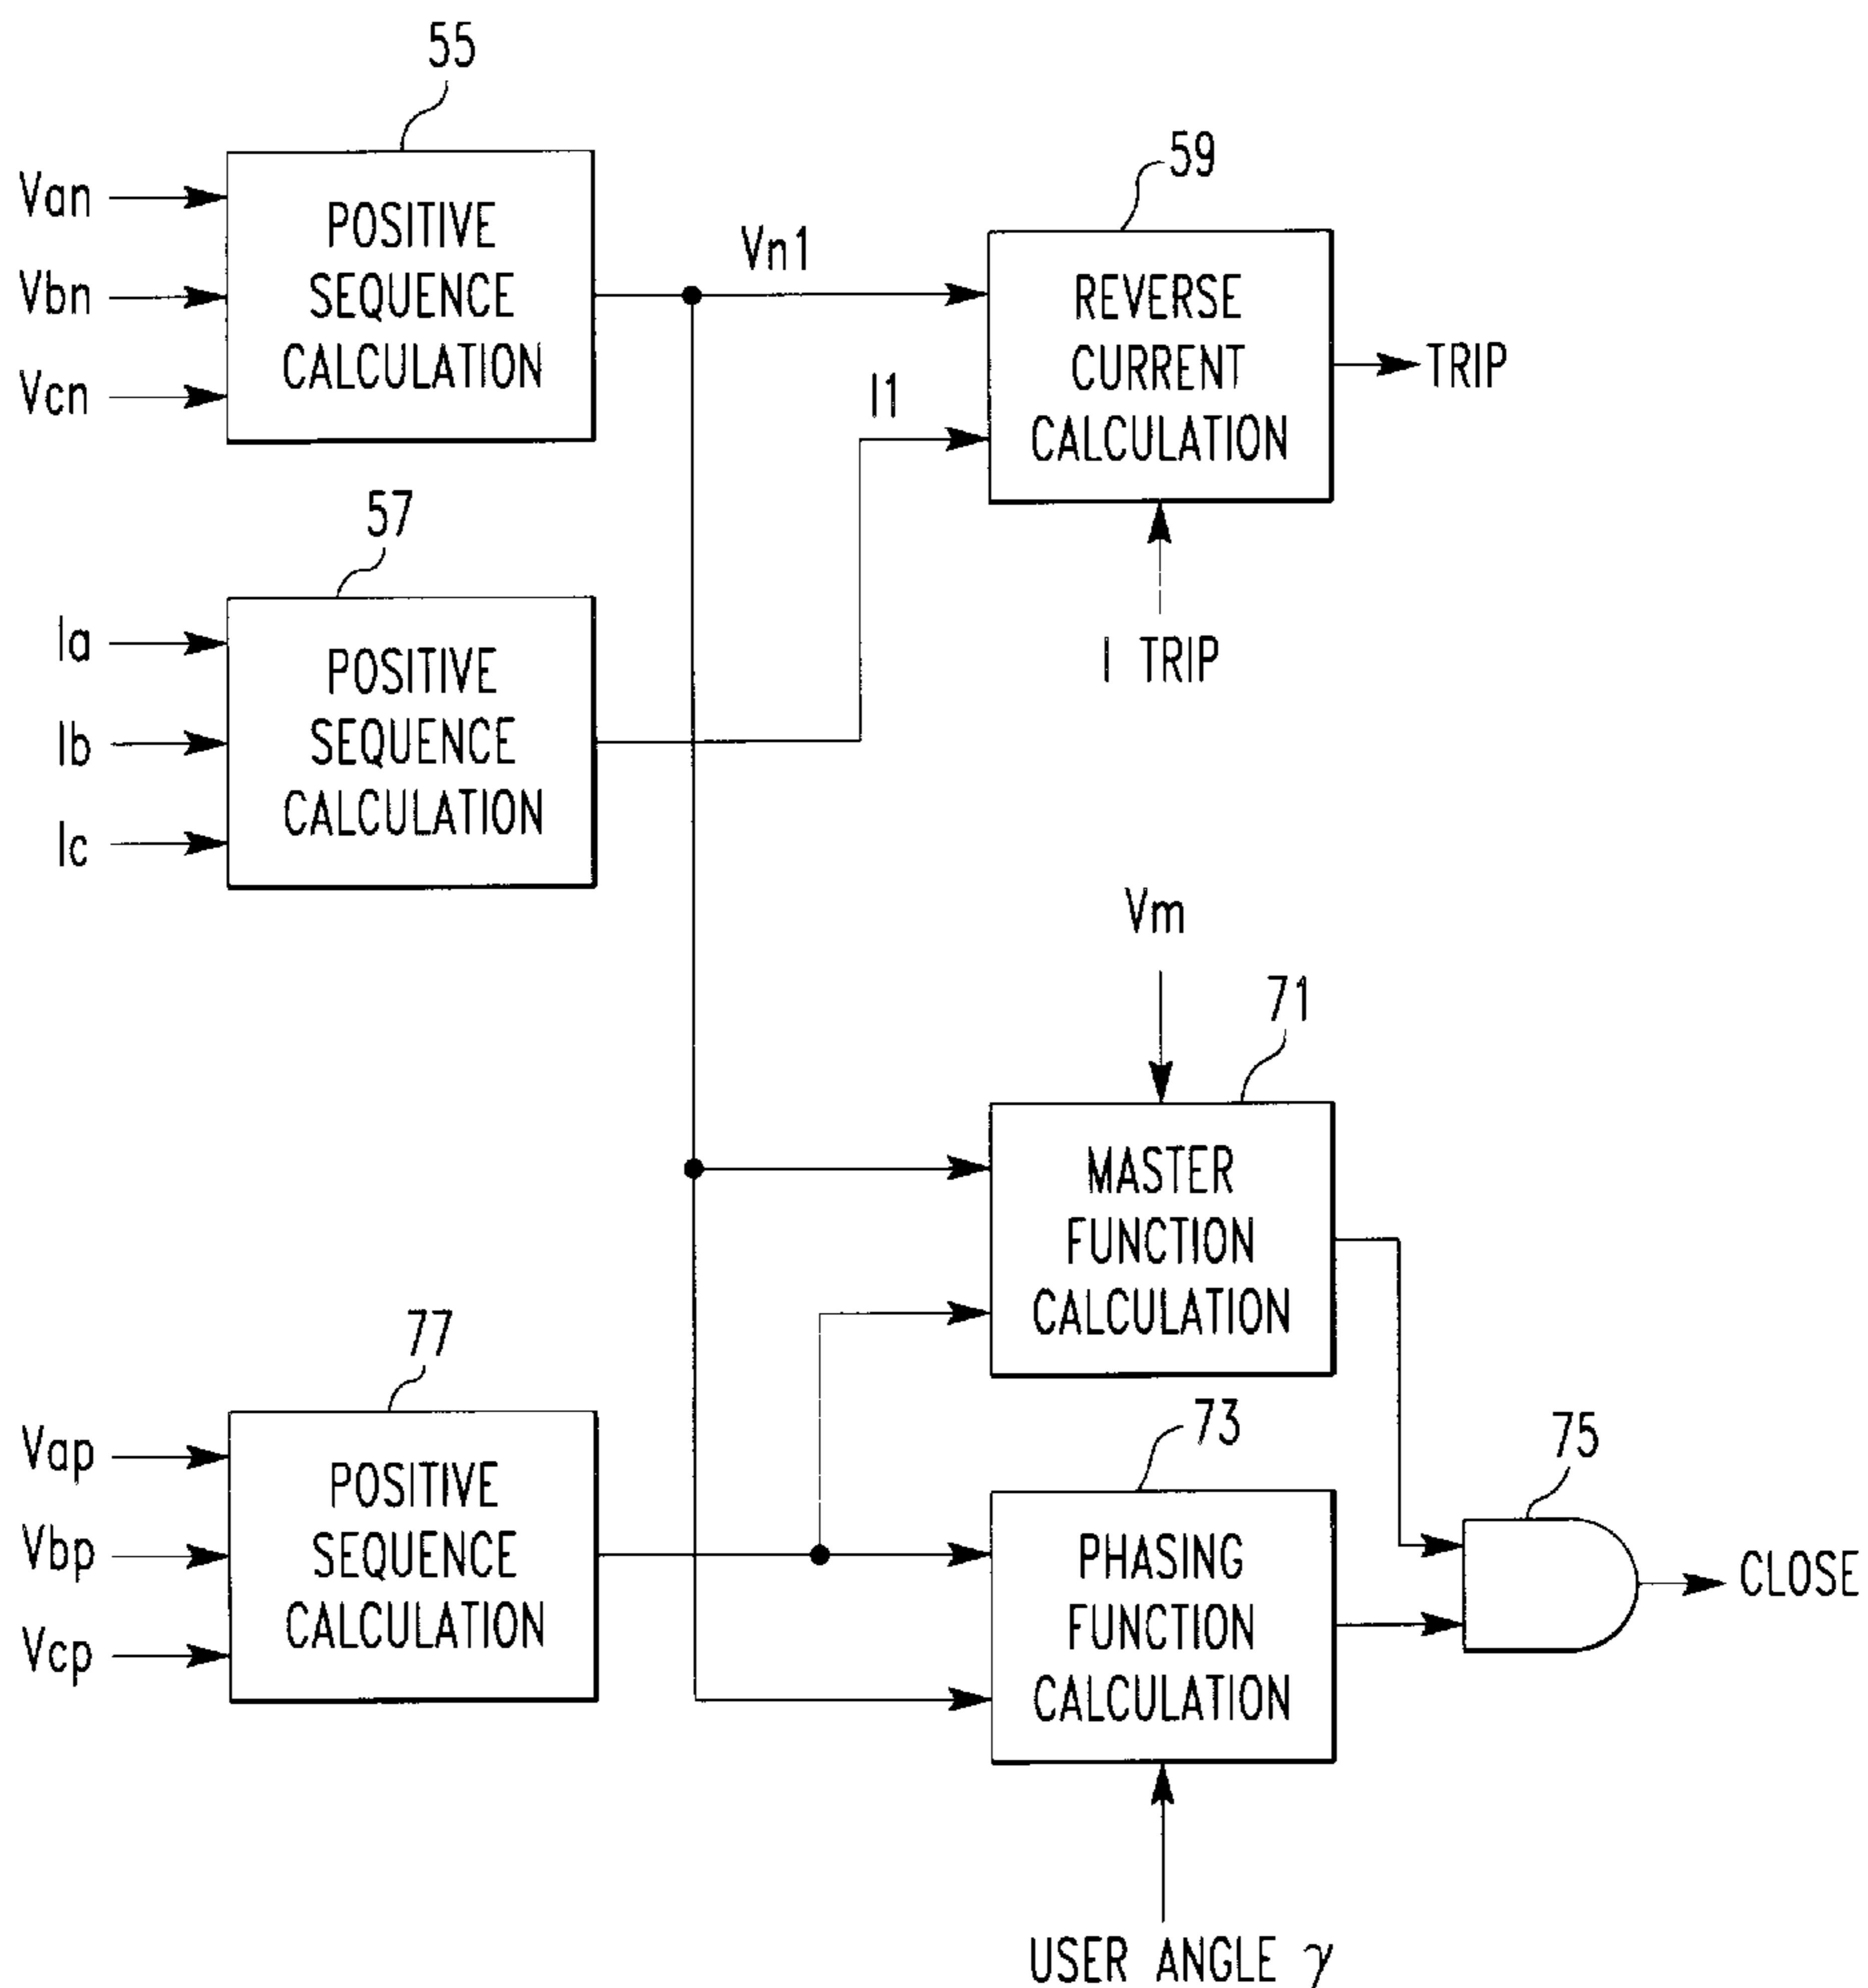 55
Van
Vbn
Vcn
POSITIVE
SEQUENCE
CALCULATION
Vn1
59
REVERSE
CURRENT
CALCULATION
TRIP
I TRIP
57
Ia
Ib
Ic
POSITIVE
SEQUENCE
CALCULATION
I1
Vm
71
MASTER
FUNCTION
CALCULATION
77
Vap
Vbp
Vcp
POSITIVE
SEQUENCE
CALCULATION
73
PHASING
FUNCTION
CALCULATION
75
CLOSE
USER ANGLE γ